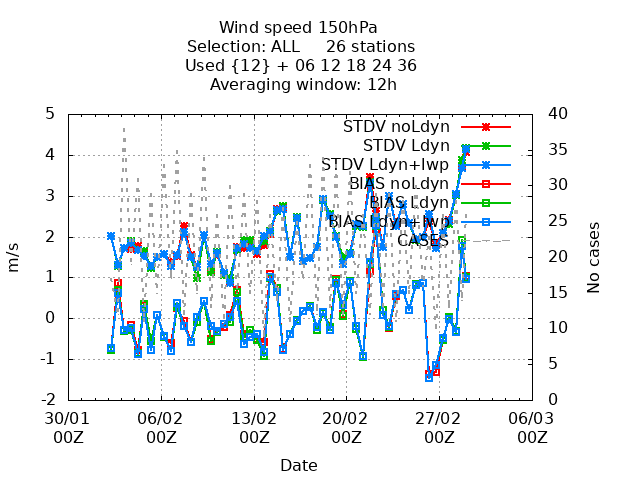 Wind speed 150hPa
Selection: ALL     26 stations
Used {12} + 06 12 18 24 36
Averaging window: 12h
STDV noLdyn
STDV Ldyn
STDV Ldyn+lwp
BIAS noLdyn
BIAS Ldyn
BIAS Ldyn+lwp
CASES
m/s
5
4
3
2
1
0
-1
-2
No cases
40
35
30
25
20
15
10
5
0
30/01 06/02 13/02 20/02 27/02 06/03
00Z 00Z 00Z 00Z 00Z 00Z
Date